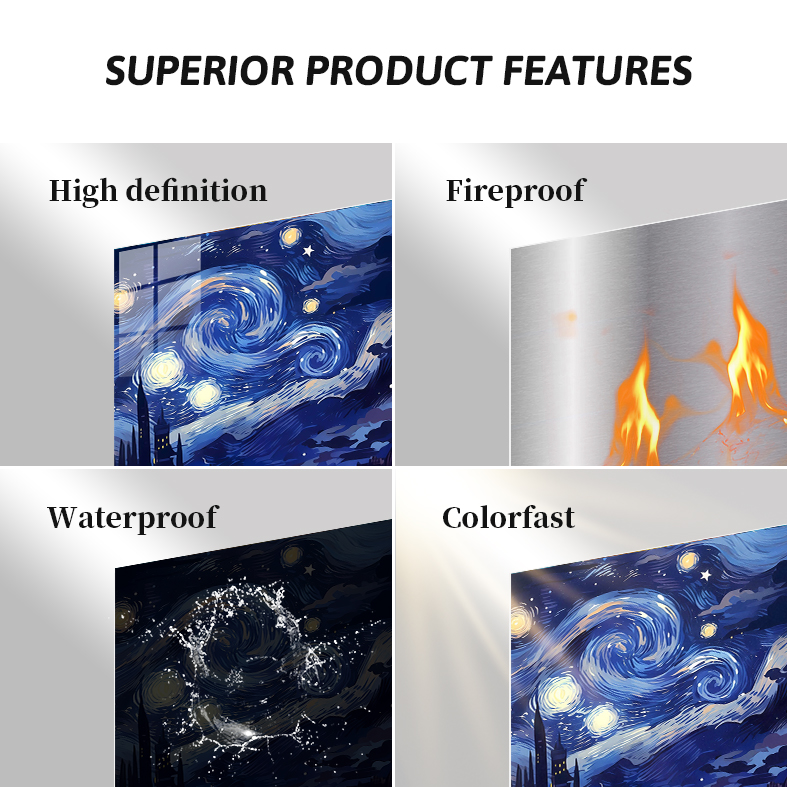 SUPERIOR PRODUCT FEATURES
High definition
Fireproof
Waterproof
Colorfast